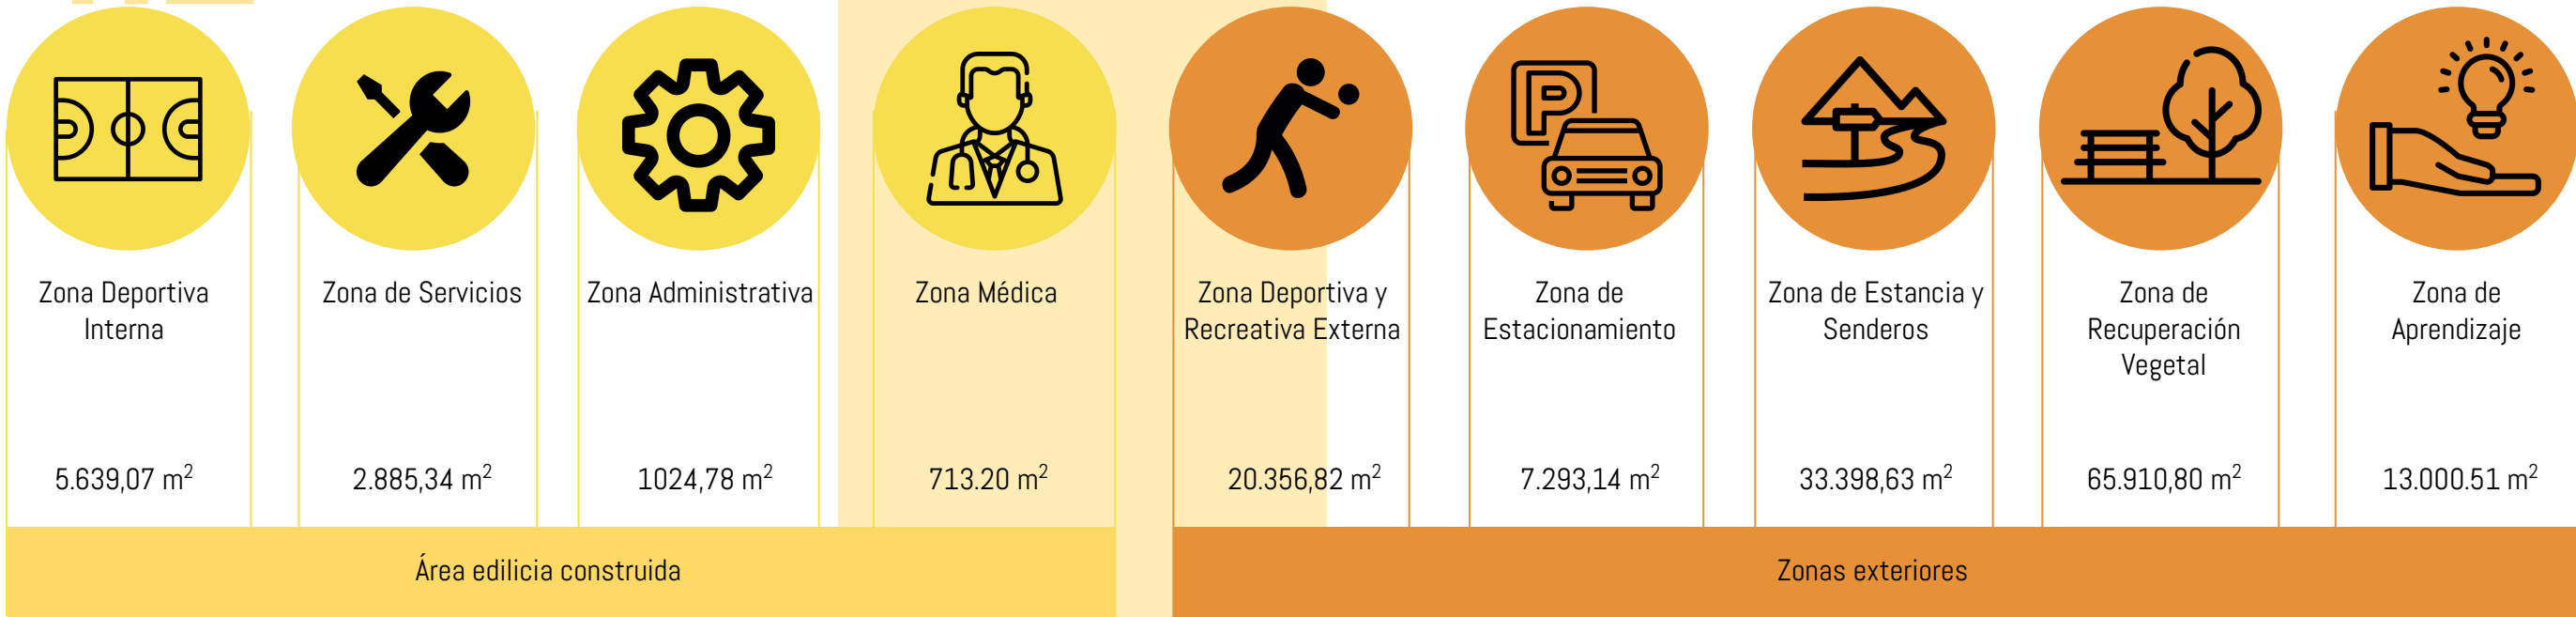 P
Zona Deportiva
Interna
Zona de Servicios
Zona Administrativa
Zona Médica
Zona Deportiva y
Recreativa Externa
Zona de
Estacionamiento
Zona de Estancia y
Senderos
Zona de
Recuperación
Vegetal
Zona de
Aprendizaje
5.639,07 m²
2.885,34 m²
1024,78 m²
713.20 m²
20.356,82 m²
7.293,14 m²
33.398,63 m²
65.910,80 m²
13.000.51 m²
Área edilicia construida
Zonas exteriores